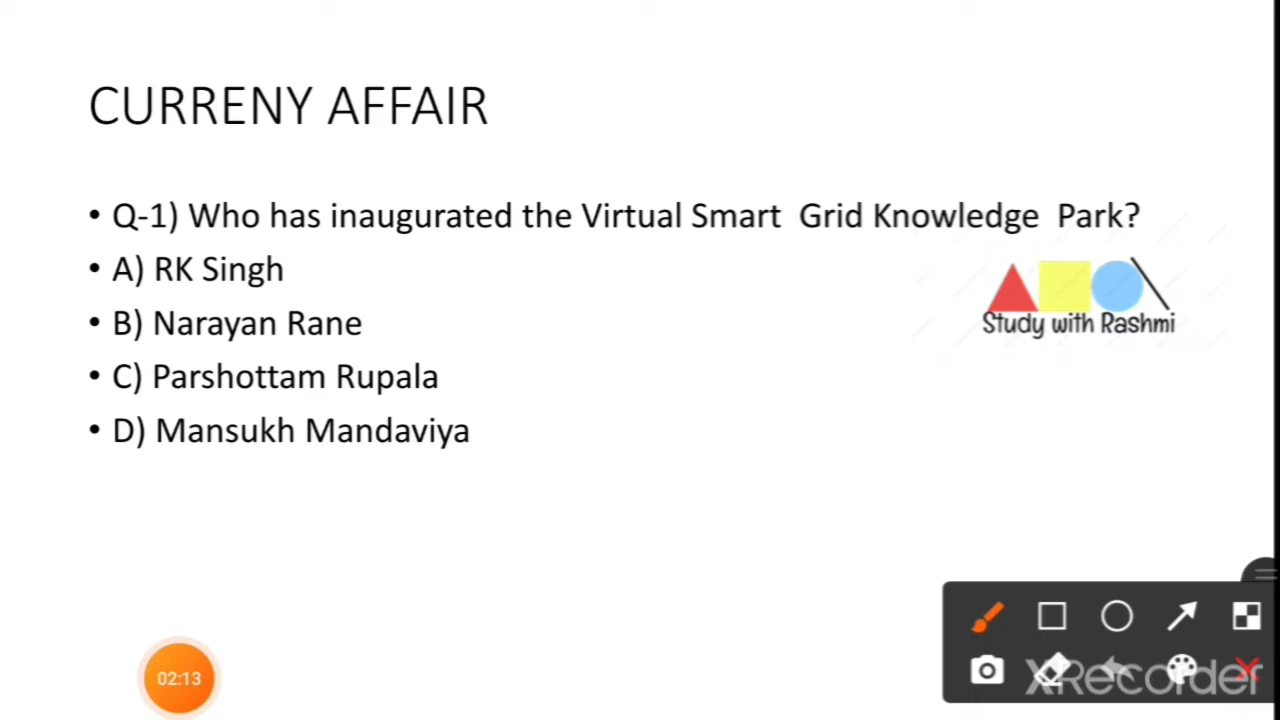 CURRENY AFFAIR
• Q-1) Who has inaugurated the Virtual Smart Grid Knowledge Park?
• A) RK Singh
• B) Narayan Rane
• C) Parshottam Rupala
• D) Mansukh Mandaviya
Study with Rashmi
02:13
XRecorder